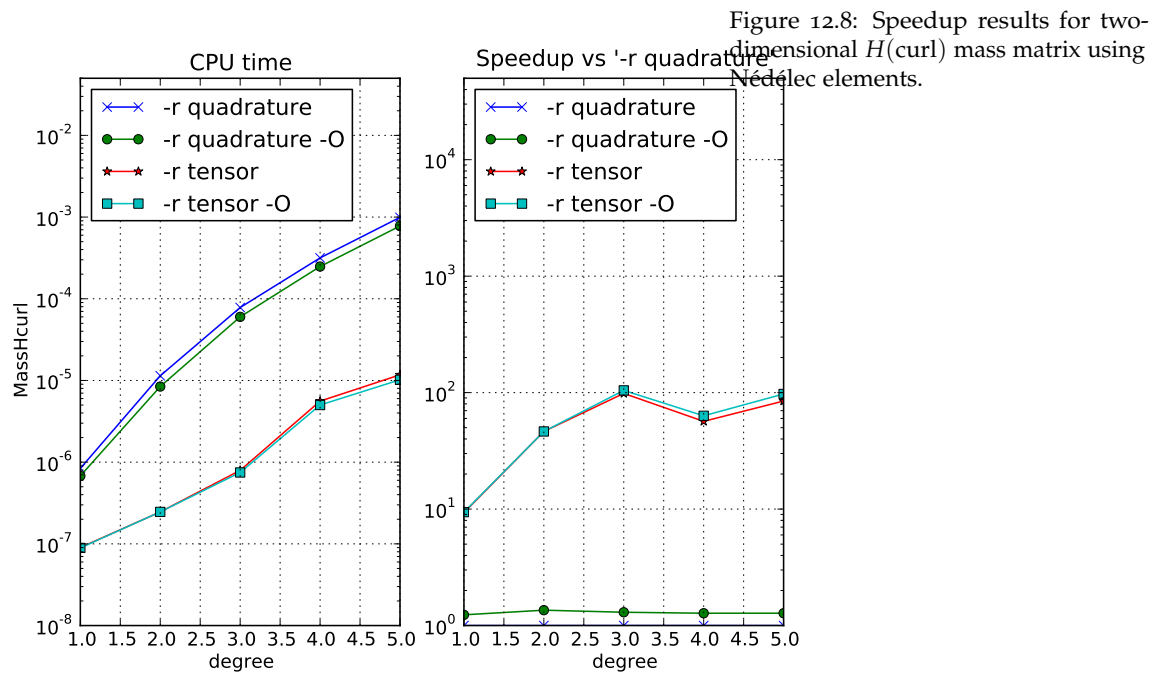 Figure 12.8: Speedup results for two-
dimensional H(curl) mass matrix using
Nédélec elements.
CPU time
-r quadrature
-r quadrature -O
-r tensor
-r tensor -O
10^-2
10^-3
10^-4
10^-5
10^-6
10^-7
10^-8
MassHcurl
1.0 1.5 2.0 2.5 3.0 3.5 4.0 4.5 5.0
degree
Speedup vs '-r quadrature'
-r quadrature
-r quadrature -O
-r tensor
-r tensor -O
10^4
10^3
10^2
10^1
10^0
1.0 1.5 2.0 2.5 3.0 3.5 4.0 4.5 5.0
degree